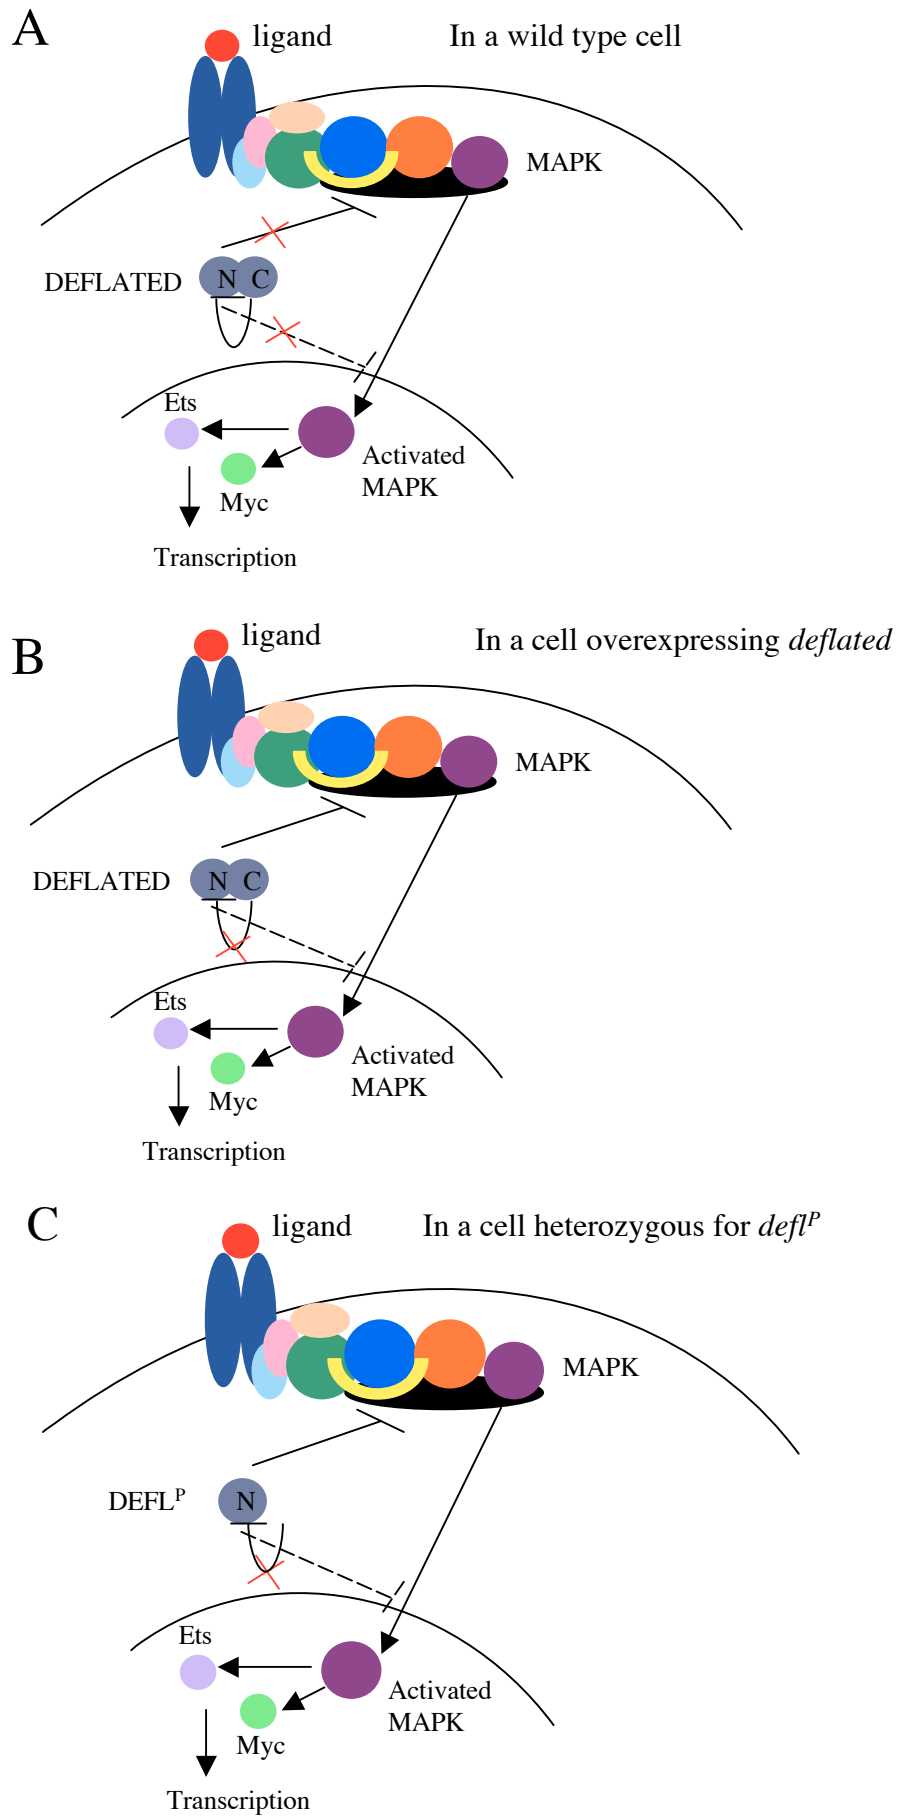 A
ligand
In a wild type cell
MAPK
DEFLATED
N C
Ets
Activated
MAPK
Myc
Transcription
B
ligand
In a cell overexpressing deflated
MAPK
DEFLATED
N C
Ets
Activated
MAPK
Myc
Transcription
C
ligand
In a cell heterozygous for deflᴾ
MAPK
DEFLᴾ
N
Ets
Activated
MAPK
Myc
Transcription